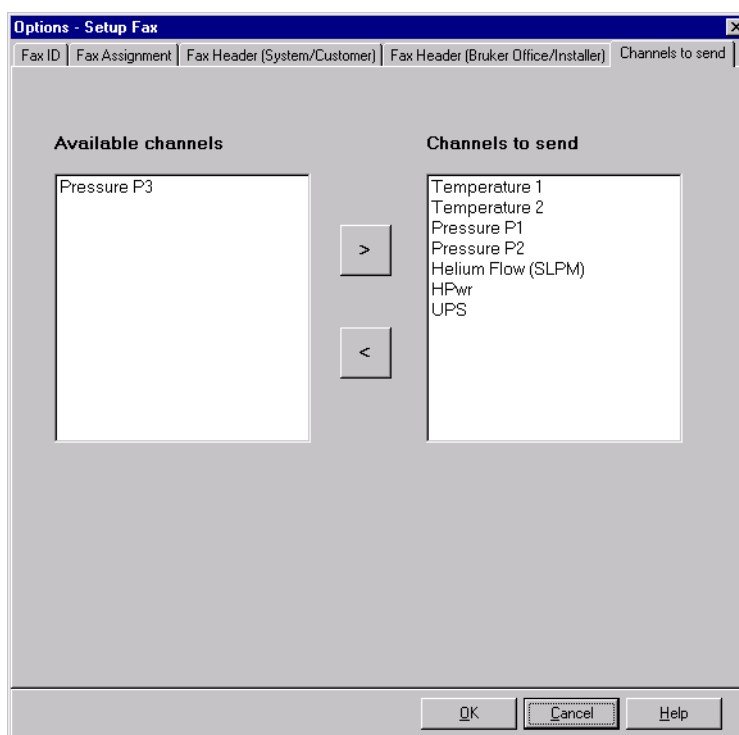 Options - Setup Fax
Fax ID Fax Assignment Fax Header (System/Customer) Fax Header (Bruker Office/Installer) Channels to send
Available channels
Pressure P3
>
<
Channels to send
Temperature 1
Temperature 2
Pressure P1
Pressure P2
Helium Flow (SLPM)
HPwr
UPS
OK Cancel Help